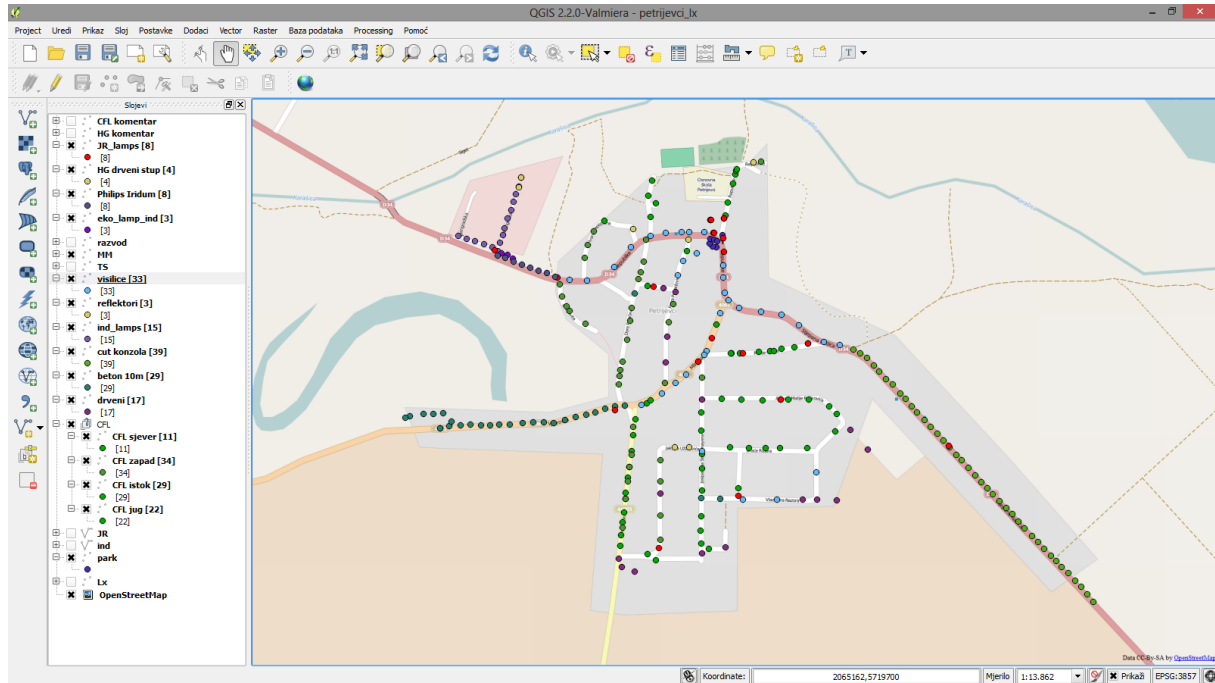 QGIS 2.2.0-Valmiera - petrijevci_lx
Project Uredi Prikaz Sloj Postavke Dodaci Vector Raster Baza podataka Processing Pomoć
Slojevi
CFL komentar
HG komentar
JR_lamps [8]
[8]
HG drveni stup [4]
[4]
Philips Iridum [8]
[8]
eko_lamp_ind [3]
[3]
razvod
MM
TS
visilice [33]
[33]
reflektori [3]
[3]
ind_lamps [15]
[15]
cut konzola [39]
[39]
beton 10m [29]
[29]
drveni [17]
[17]
CFL
CFL sjever [11]
[11]
CFL zapad [34]
[34]
CFL istok [29]
[29]
CFL jug [22]
[22]
JR
ind
park
Lx
OpenStreetMap
Osnovna
Škola
Petrijevci
D34
D34
Petrijevci
Data CC-By-SA by OpenStreetMap
Koordinate: 2065162,5719700 Mjerilo 1:13.862 Prikaži EPSG:3857